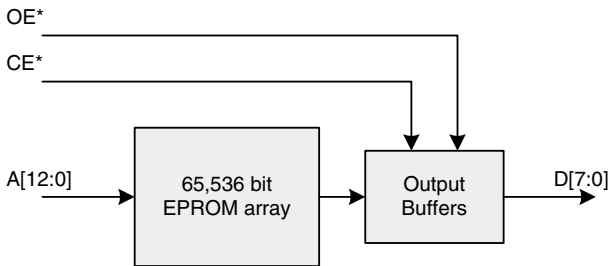 OE*
CE*
A[12:0]
65,536 bit
EPROM array
Output
Buffers
D[7:0]